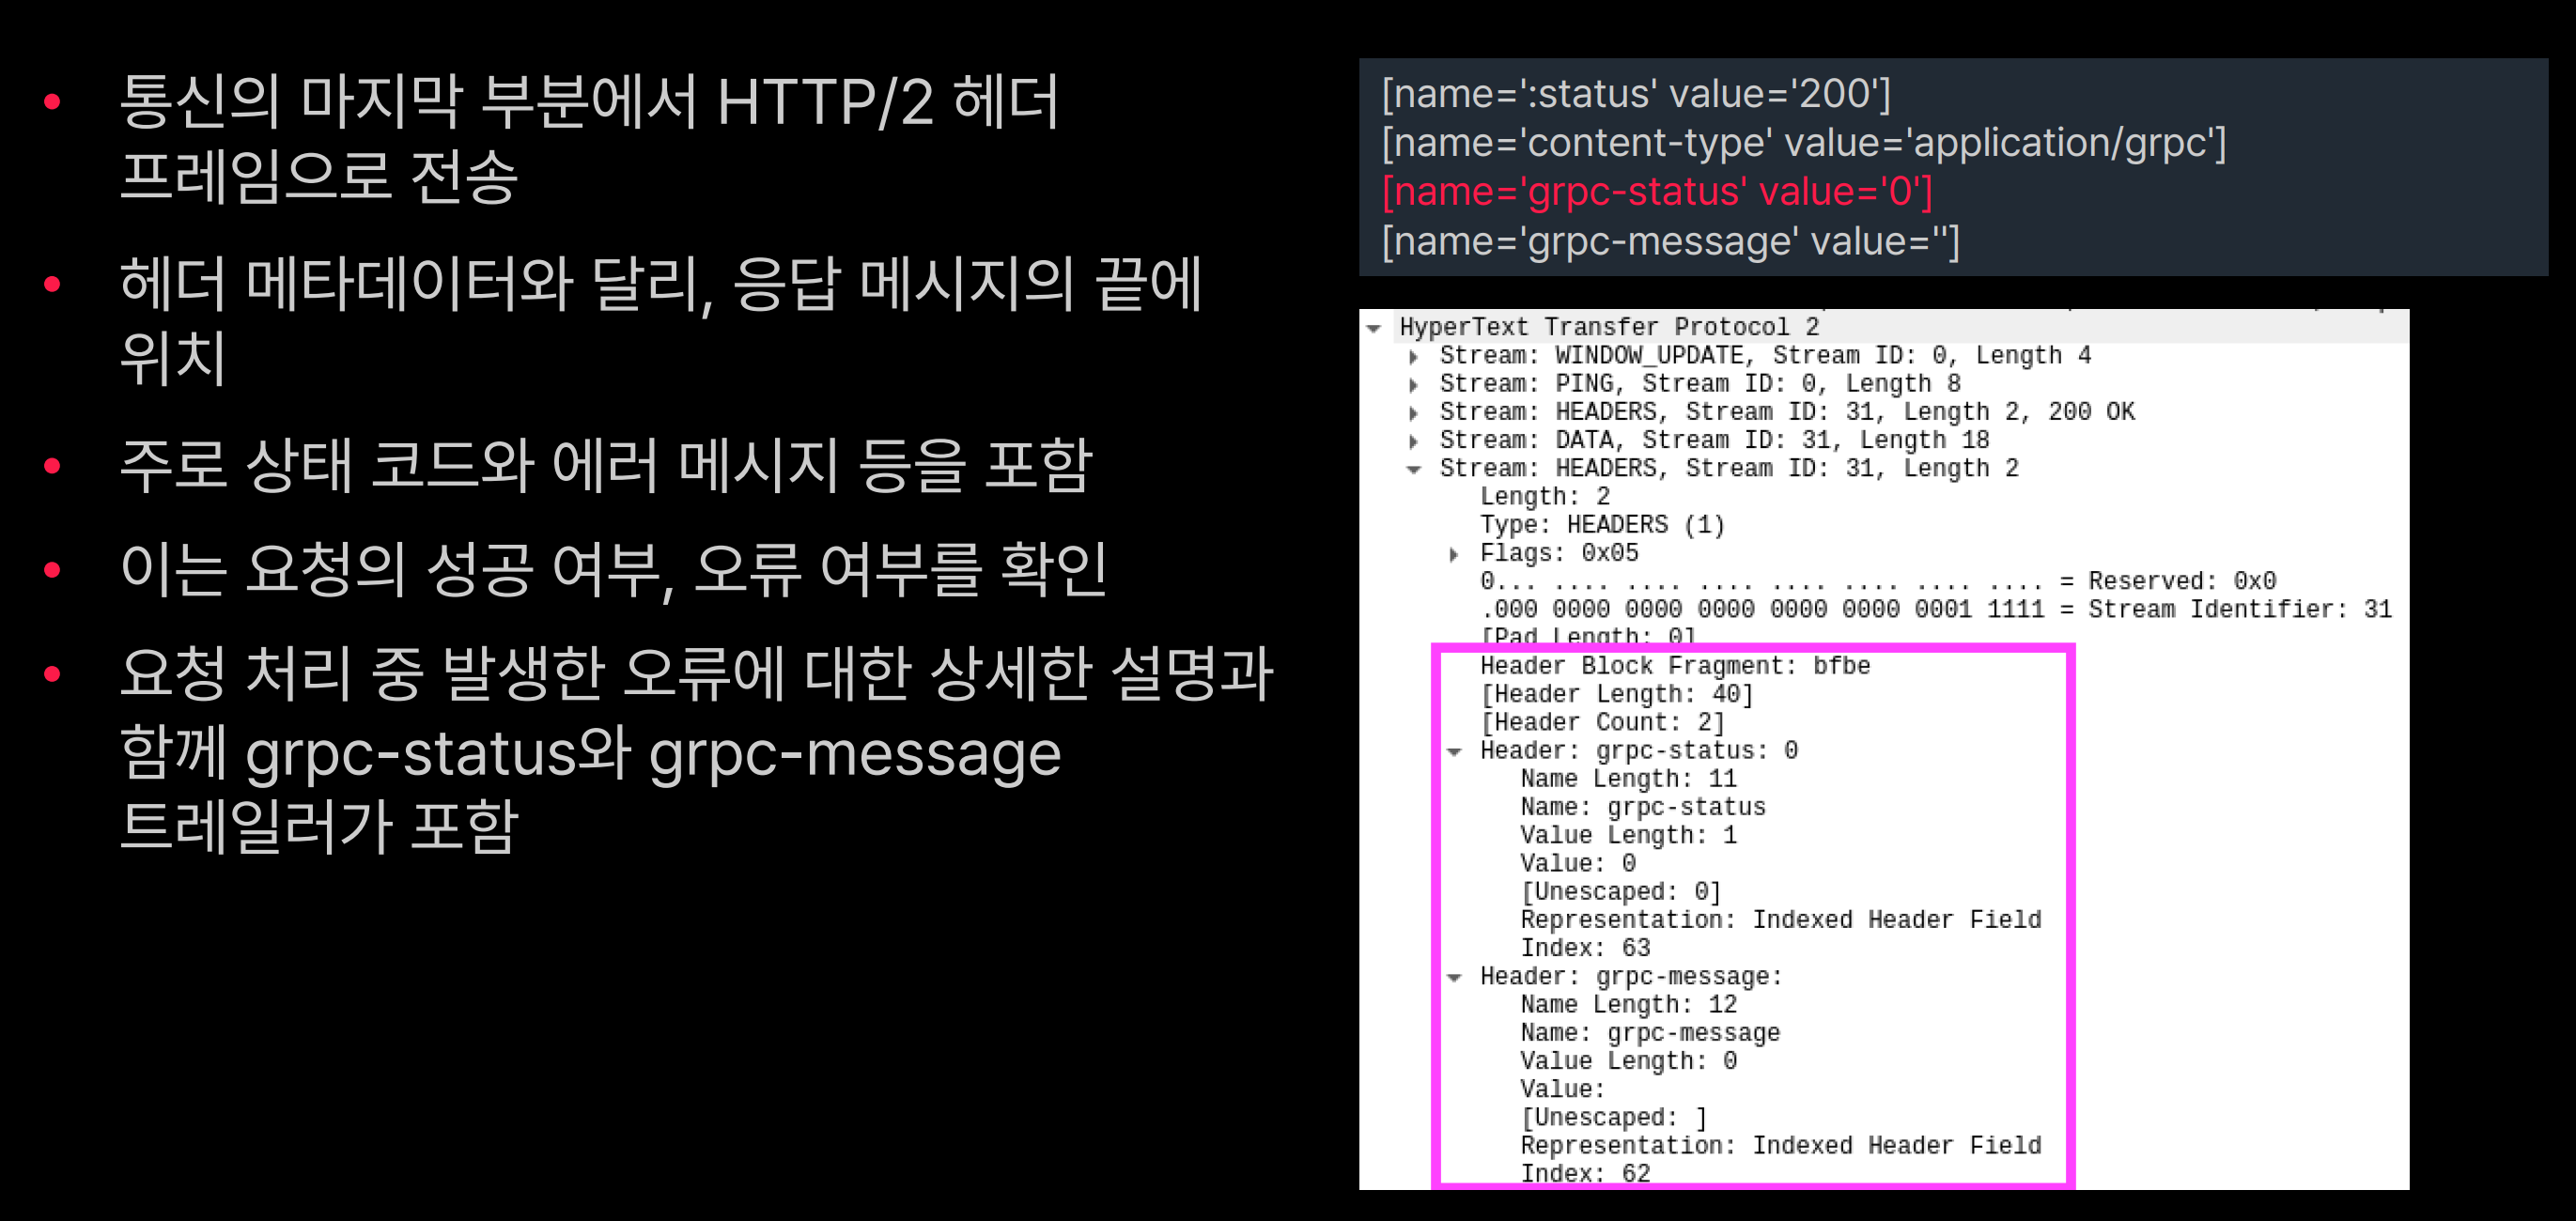 통신의 마지막 부분에서 HTTP/2 헤더
프레임으로 전송
헤더 메타데이터와 달리, 응답 메시지의 끝에
위치
주로 상태 코드와 에러 메시지 등을 포함
이는 요청의 성공 여부, 오류 여부를 확인
요청 처리 중 발생한 오류에 대한 상세한 설명과
함께 grpc-status와 grpc-message
트레일러가 포함
[name=':status' value='200']
[name='content-type' value='application/grpc']
[name='grpc-status' value='0']
[name='grpc-message' value='']
HyperText Transfer Protocol 2
Stream: WINDOW_UPDATE, Stream ID: 0, Length 4
Stream: PING, Stream ID: 0, Length 8
Stream: HEADERS, Stream ID: 31, Length 2, 200 OK
Stream: DATA, Stream ID: 31, Length 18
Stream: HEADERS, Stream ID: 31, Length 2
Length: 2
Type: HEADERS (1)
Flags: 0x05
0... .... .... .... .... .... .... .... = Reserved: 0x0
.000 0000 0000 0000 0000 0000 0001 1111 = Stream Identifier: 31
[Pad Length: 0]
Header Block Fragment: bfbe
[Header Length: 40]
[Header Count: 2]
Header: grpc-status: 0
Name Length: 11
Name: grpc-status
Value Length: 1
Value: 0
[Unescaped: 0]
Representation: Indexed Header Field
Index: 63
Header: grpc-message:
Name Length: 12
Name: grpc-message
Value Length: 0
Value:
[Unescaped: ]
Representation: Indexed Header Field
Index: 62